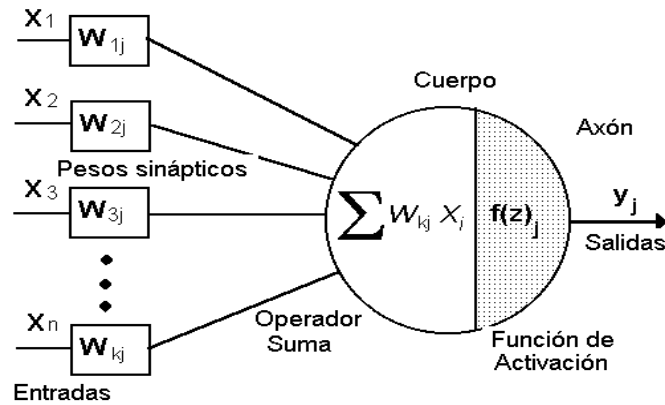 X1
W1j
X2
W2j
Pesos sinápticos
X3
W3j
Xn
Wkj
Entradas
Cuerpo
Axón
∑ Wkj Xi
f(z)j
yj
Salidas
Operador
Suma
Función de
Activación